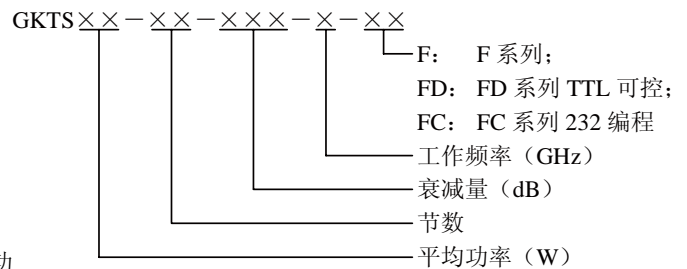 GKTS××－××－×××－×－××
F： F 系列；
FD： FD 系列 TTL 可控；
FC： FC 系列 232 编程
工作频率（GHz）
衰减量（dB）
节数
平均功率（W）